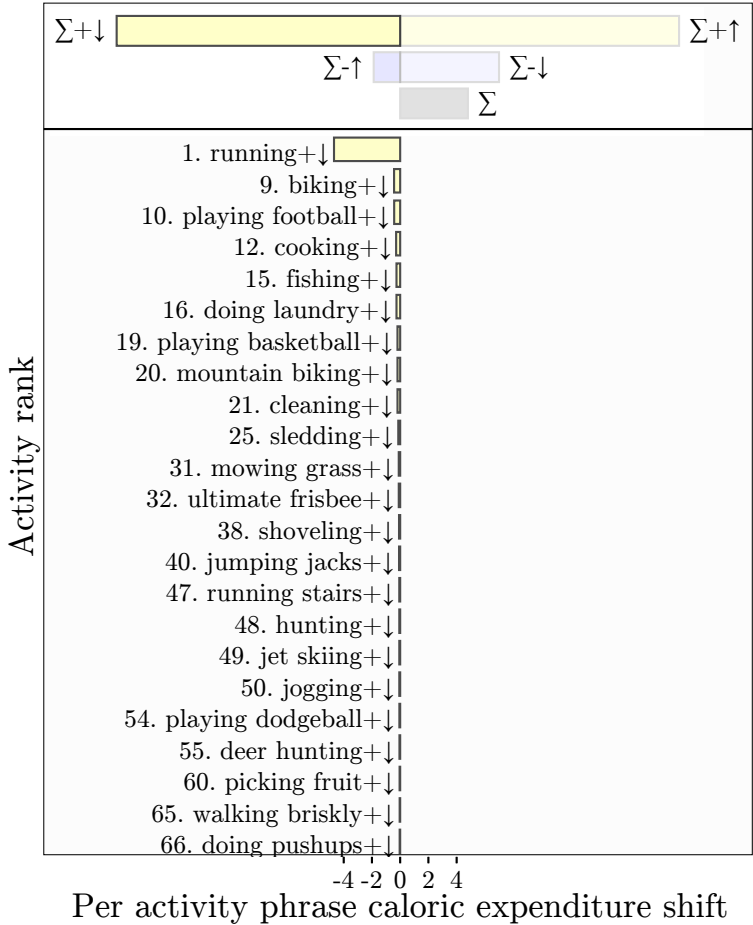 Σ+↓ Σ+↑
Σ-↑ Σ-↓
Σ
1. running+↓
9. biking+↓
10. playing football+↓
12. cooking+↓
15. fishing+↓
16. doing laundry+↓
19. playing basketball+↓
20. mountain biking+↓
21. cleaning+↓
25. sledding+↓
31. mowing grass+↓
32. ultimate frisbee+↓
38. shoveling+↓
40. jumping jacks+↓
47. running stairs+↓
48. hunting+↓
49. jet skiing+↓
50. jogging+↓
54. playing dodgeball+↓
55. deer hunting+↓
60. picking fruit+↓
65. walking briskly+↓
66. doing pushups+↓
Activity rank
-4 -2 0 2 4
Per activity phrase caloric expenditure shift